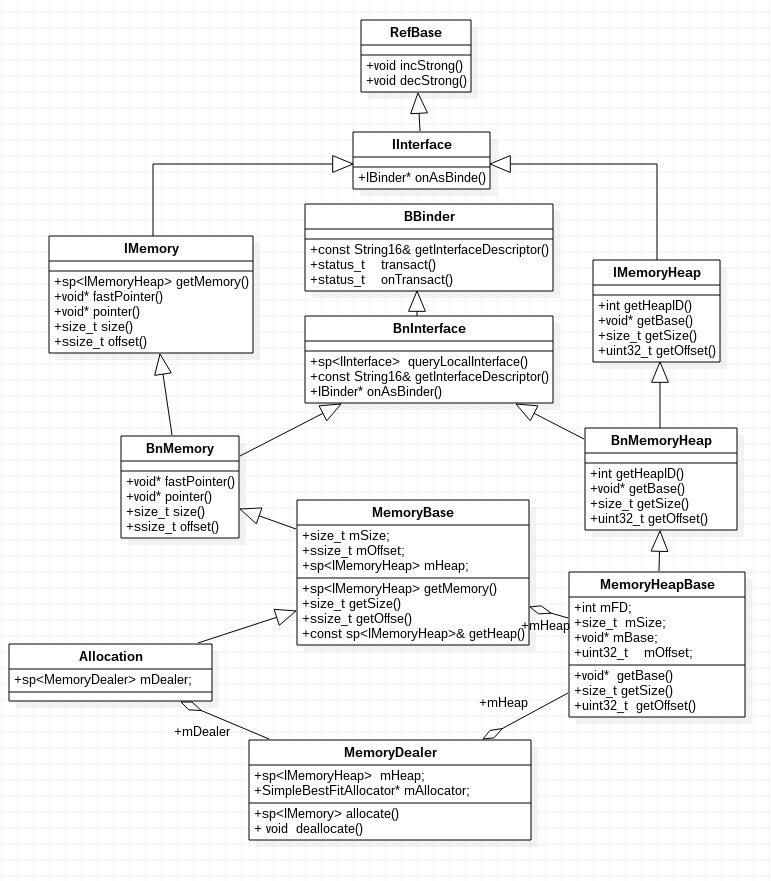 RefBase
+void incStrong()
+void decStrong()
IInterface
+IBinder* onAsBinde()
BBinder
+const String16& getInterfaceDescriptor()
+status_t transact()
+status_t onTransact()
IMemory
+sp<IMemoryHeap> getMemory()
+void* fastPointer()
+void* pointer()
+size_t size()
+ssize_t offset()
IMemoryHeap
+int getHeapID()
+void* getBase()
+size_t getSize()
+uint32_t getOffset()
BnInterface
+sp<IInterface> queryLocalInterface()
+const String16& getInterfaceDescriptor()
+IBinder* onAsBinder()
BnMemory
+void* fastPointer()
+void* pointer()
+size_t size()
+ssize_t offset()
BnMemoryHeap
+int getHeapID()
+void* getBase()
+size_t getSize()
+uint32_t getOffset()
MemoryBase
+size_t mSize;
+ssize_t mOffset;
+sp<IMemoryHeap> mHeap;
+sp<IMemoryHeap> getMemory()
+size_t getSize()
+ssize_t getOffse()
+const sp<IMemoryHeap>& getHeap()
+mHeap
MemoryHeapBase
+int mFD;
+size_t mSize;
+void* mBase;
+uint32_t mOffset;
+void* getBase()
+size_t getSize()
+uint32_t getOffset()
Allocation
+sp<MemoryDealer> mDealer;
+mDealer
+mHeap
MemoryDealer
+sp<IMemoryHeap> mHeap;
+SimpleBestFitAllocator* mAllocator;
+sp<IMemory> allocate()
+ void deallocate()